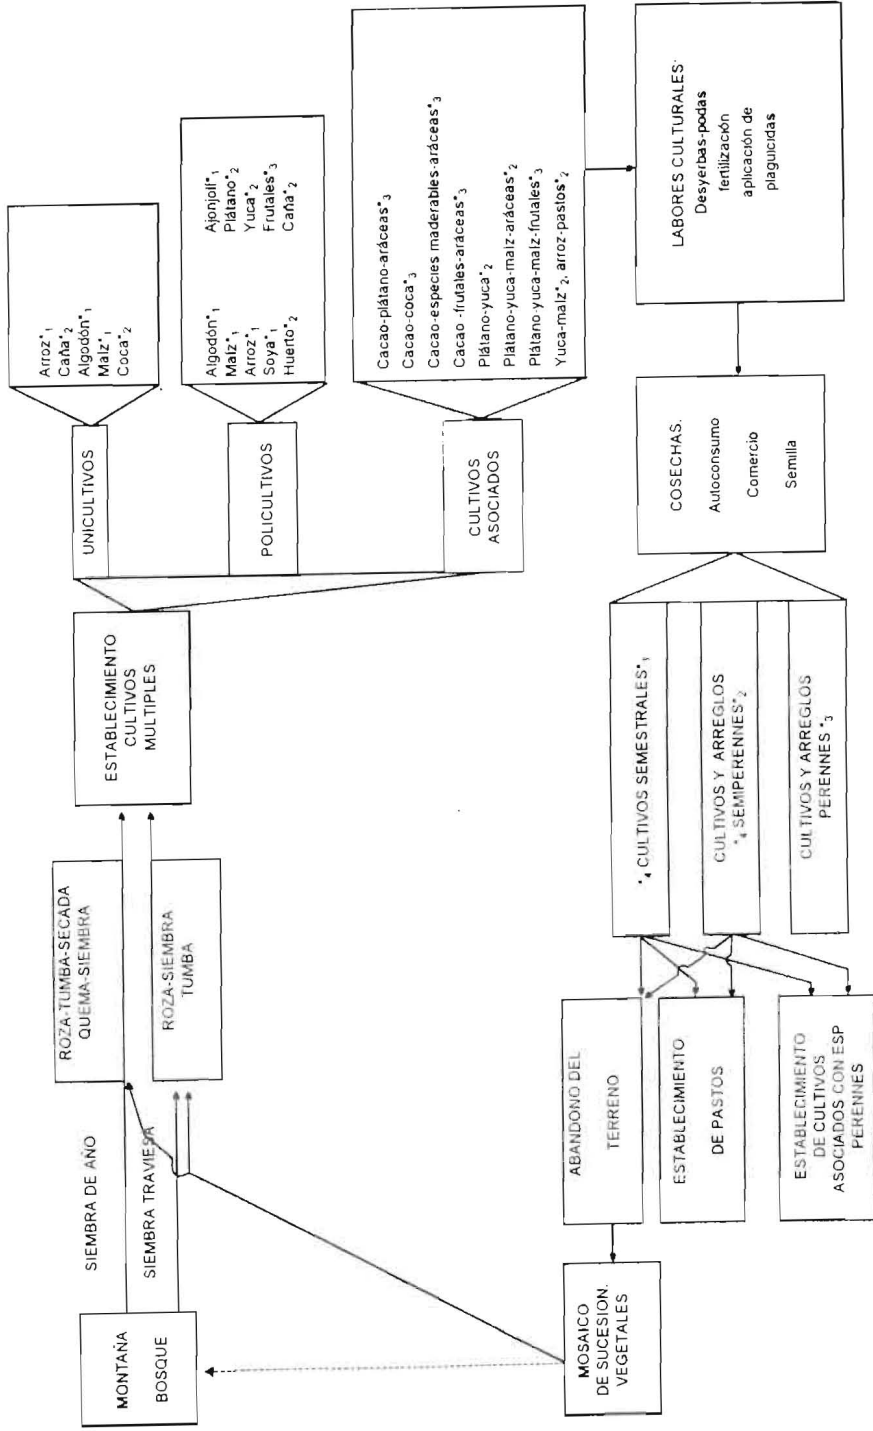 MONTAÑA
BOSQUE
SIEMBRA DE AÑO
SIEMBRA TRAVIESA
ROZA-TUMBA-SECADA
QUEMA-SIEMBRA
ROZA-SIEMBRA
TUMBA
ESTABLECIMIENTO
CULTIVOS
MULTIPLES
UNICULTIVOS
Arroz*₁
Caña*₂
Algodón*₁
Maíz*₁
Coca*₂
POLICULTIVOS
Algodón*₁
Maíz*₁
Arroz*₁
Soya*₁
Huerto*₂
Ajonjolí*₁
Plátano*₂
Yuca*₂
Frutales*₃
Caña*₂
CULTIVOS
ASOCIADOS
Cacao-plátano-aráceas*₃
Cacao-coca*₃
Cacao-especies maderables-aráceas*₃
Cacao -frutales-aráceas*₃
Plátano-yuca*₂
Plátano-yuca-maíz-aráceas*₂
Plátano-yuca-maíz-frutales*₃
Yuca-maíz*₂, arroz-pastos*₂
LABORES CULTURALES·
Desyerbas-podas
fertilización
aplicación de
plaguicidas
COSECHAS.
Autoconsumo
Comercio
Semilla
*₄ CULTIVOS SEMESTRALES*₁
CULTIVOS Y ARREGLOS
*₄ SEMIPERENNES*₂
CULTIVOS Y ARREGLOS
PERENNES *₃
ABANDONO DEL
TERRENO
ESTABLECIMIENTO
DE PASTOS
ESTABLECIMIENTO
DE CULTIVOS
ASOCIADOS CON ESP
PERENNES
MOSAICO
DE SUCESION.
VEGETALES